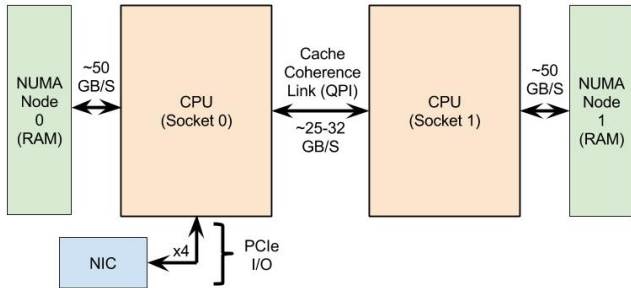 NUMA
Node
0
(RAM)
~50
GB/S
CPU
(Socket 0)
Cache
Coherence
Link (QPI)
~25-32
GB/S
CPU
(Socket 1)
~50
GB/S
NUMA
Node
1
(RAM)
NIC
x4
PCIe
I/O